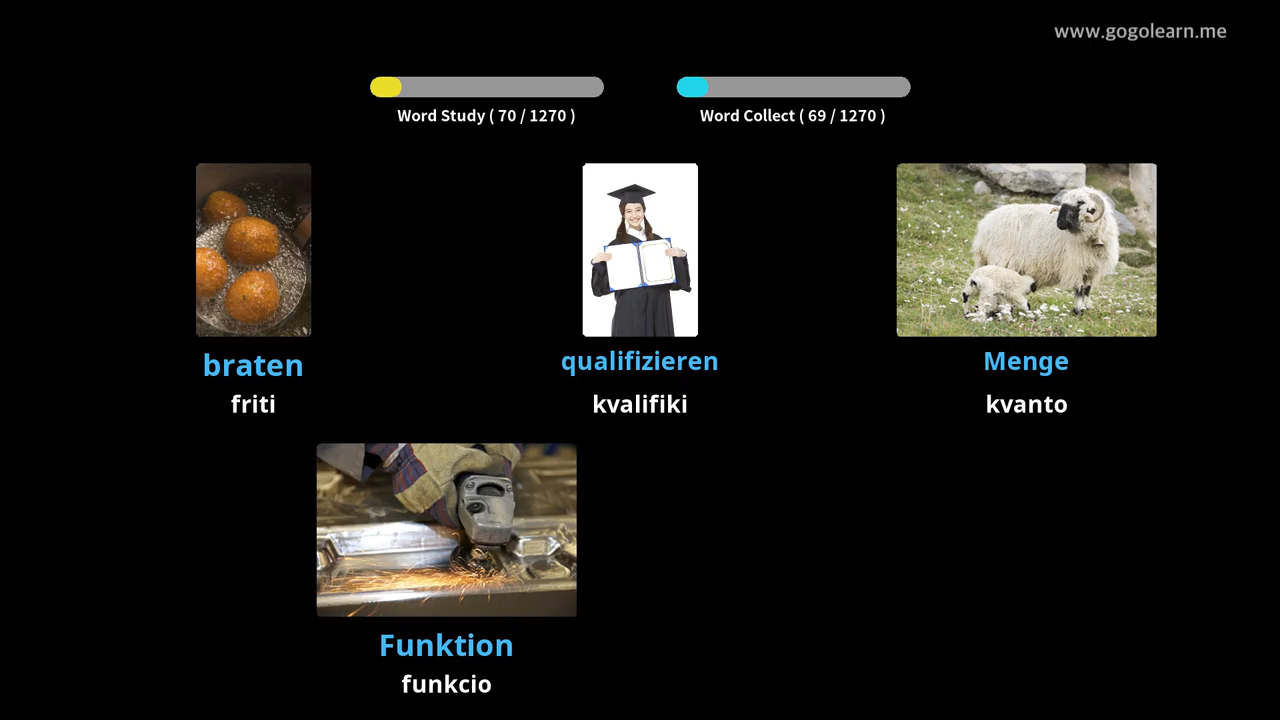 www.gogolearn.me
Word Study ( 70 / 1270 )
Word Collect ( 69 / 1270 )
braten
friti
qualifizieren
kvalifiki
Menge
kvanto
Funktion
funkcio